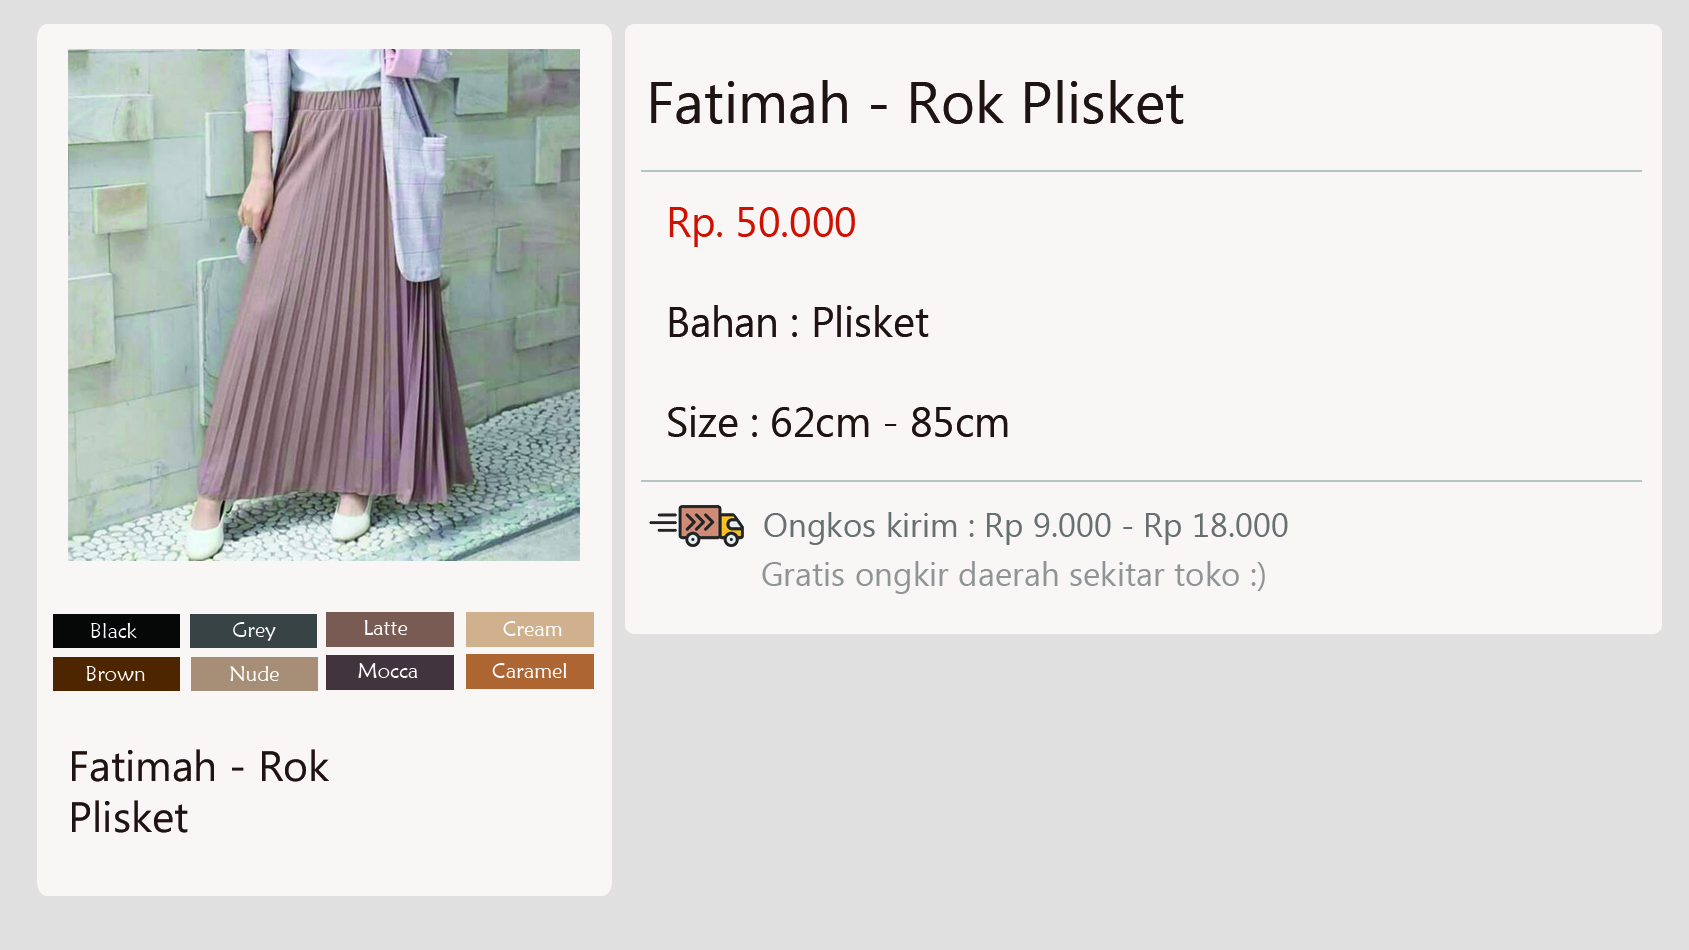 Black
Grey
Latte
Cream
Brown
Nude
Mocca
Caramel
Fatimah - Rok
Plisket
Fatimah - Rok Plisket
Rp. 50.000
Bahan : Plisket
Size : 62cm - 85cm
Ongkos kirim : Rp 9.000 - Rp 18.000
Gratis ongkir daerah sekitar toko :)